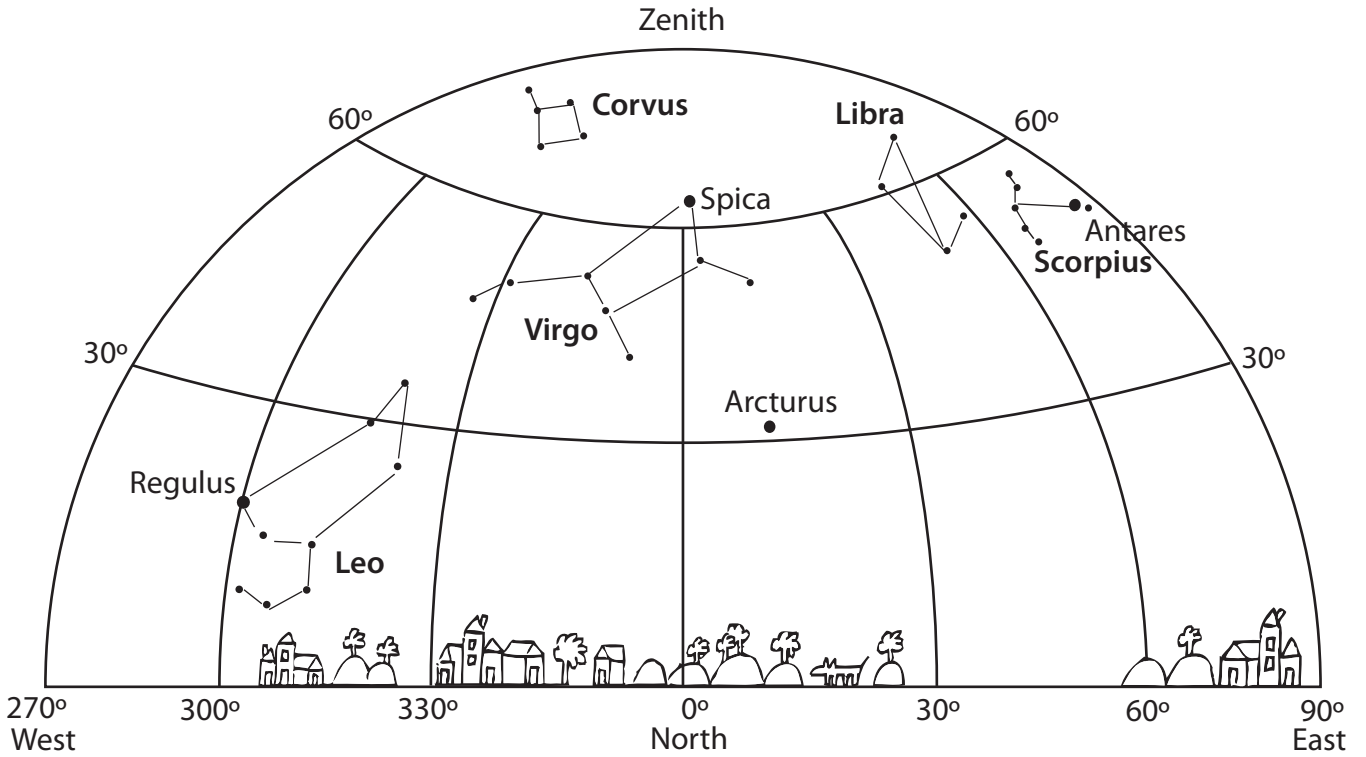 Zenith
60º
Corvus
Libra
60º
Spica
Antares
Scorpius
Virgo
30º
30º
Arcturus
Regulus
Leo
270º
300º
330º
0º
30º
60º
90º
West
North
East